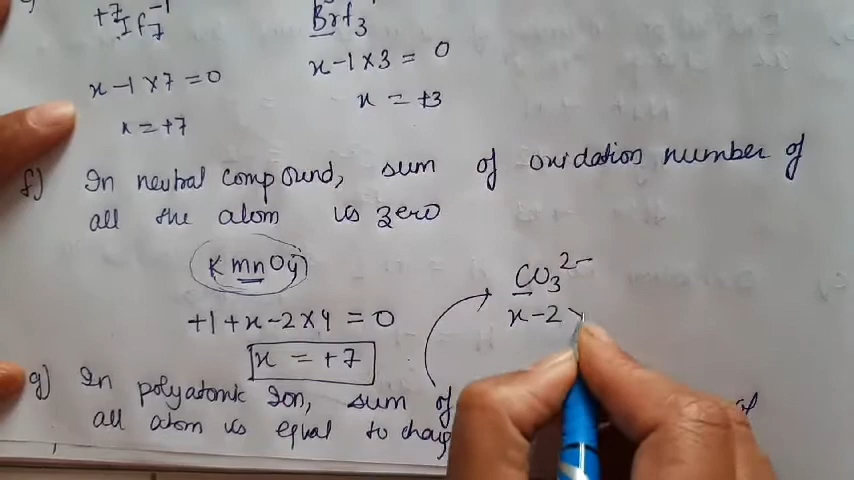 +7 If7 -1 BrF3
x -1 × 7 = 0 x -1 × 3 = 0
x = +7 x = +3
f) In neutral compound, sum of oxidation number of
all the atom is zero
KmnO4 CO3 2-
+1 + x - 2 × 4 = 0 x - 2 ×
x = +7
g) In polyatomic Ion, sum of of
all atom is equal to